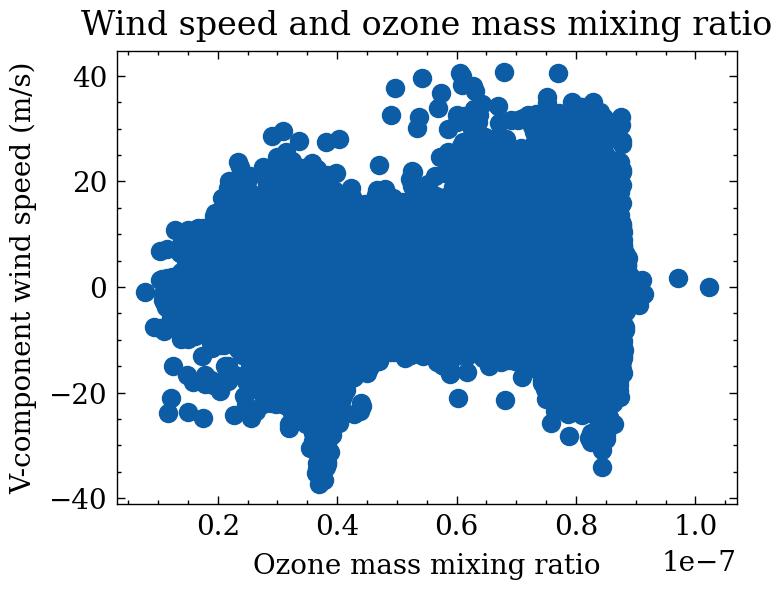 Wind speed and ozone mass mixing ratio
V-component wind speed (m/s)
40
20
0
−20
−40
0.2 0.4 0.6 0.8 1.0
Ozone mass mixing ratio
1e−7